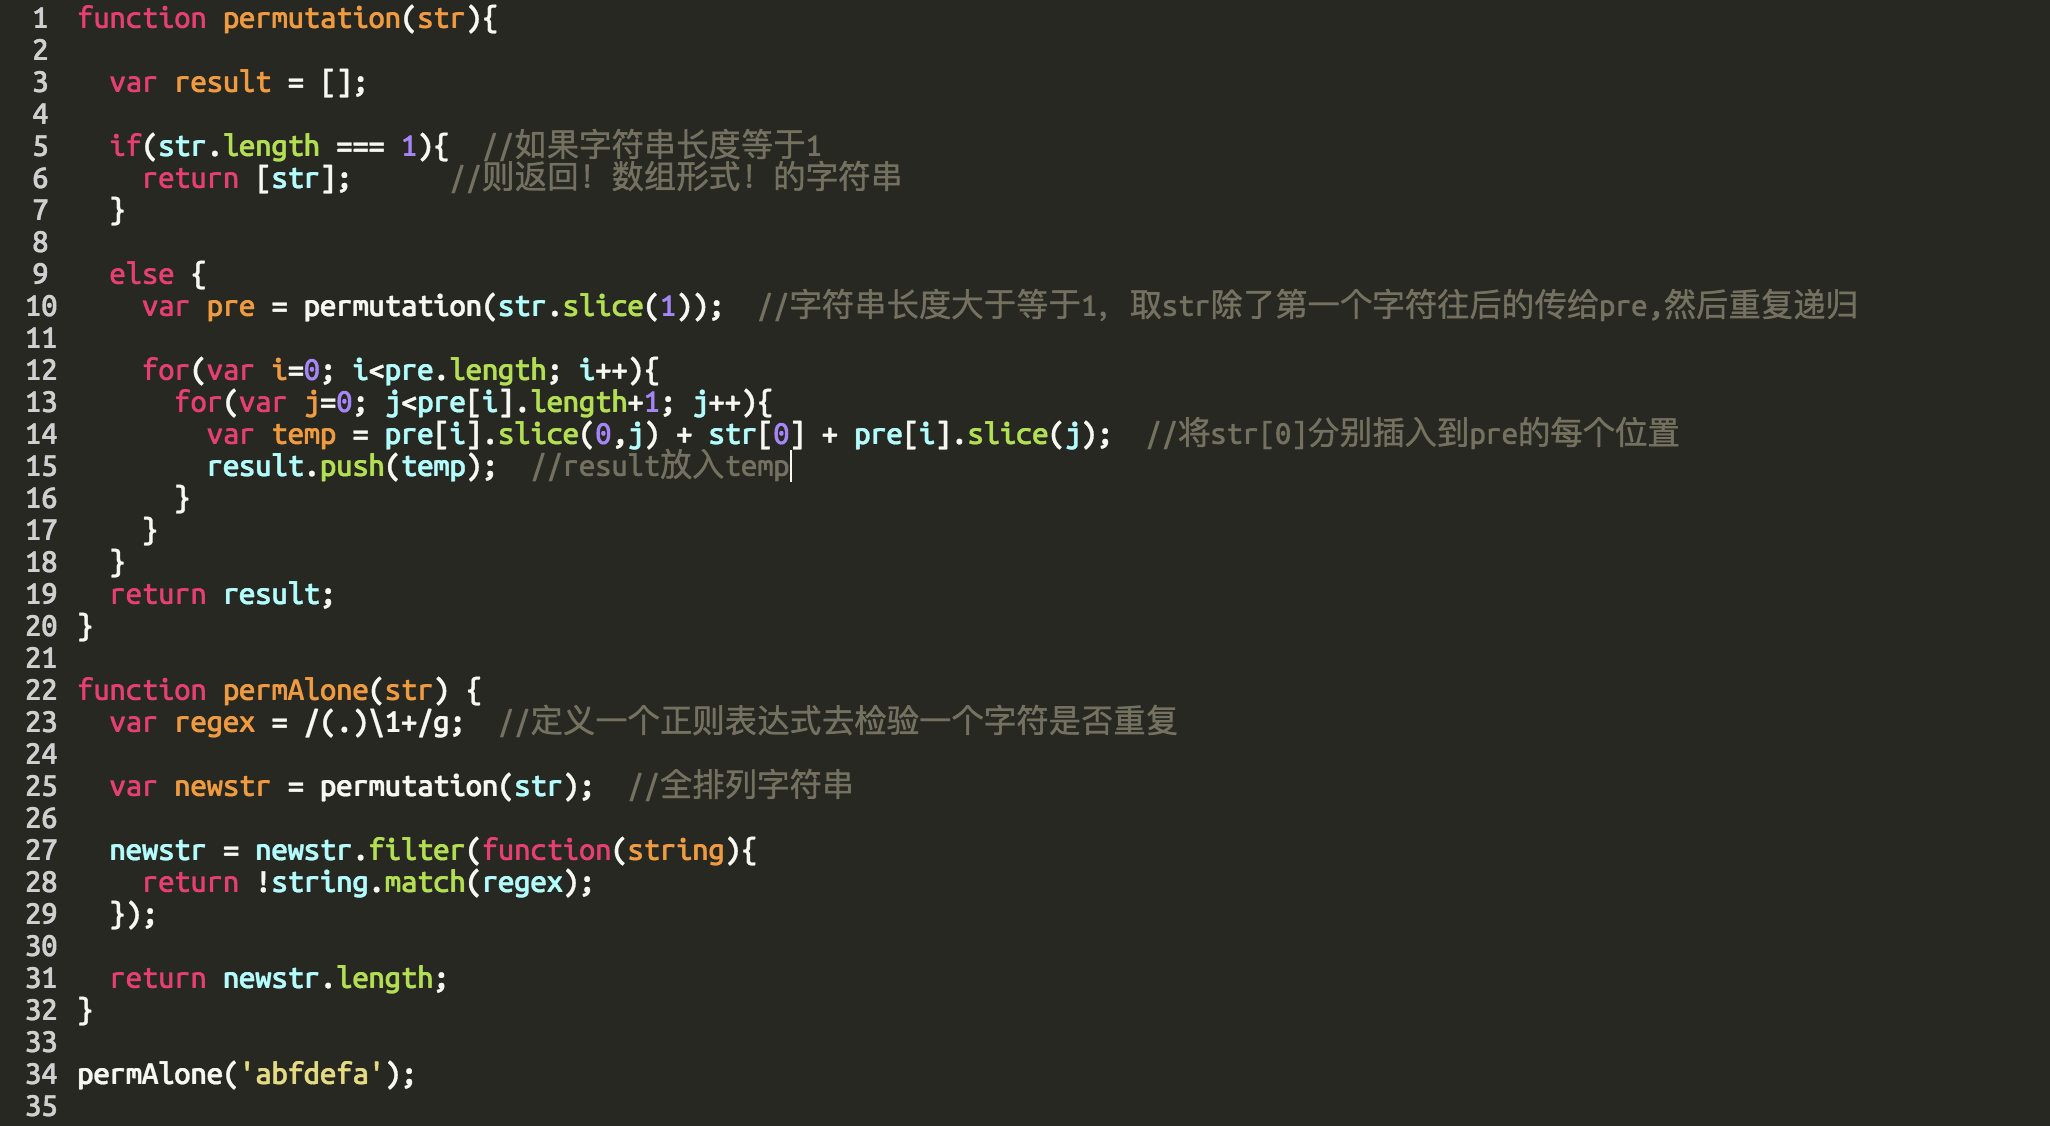 1 function permutation(str){
2
3   var result = [];
4
5   if(str.length === 1){  //如果字符串长度等于1
6     return [str];      //则返回！数组形式！的字符串
7   }
8
9   else {
10     var pre = permutation(str.slice(1));  //字符串长度大于等于1，取str除了第一个字符往后的传给pre,然后重复递归
11
12     for(var i=0; i<pre.length; i++){
13       for(var j=0; j<pre[i].length+1; j++){
14         var temp = pre[i].slice(0,j) + str[0] + pre[i].slice(j);  //将str[0]分别插入到pre的每个位置
15         result.push(temp);  //result放入temp
16       }
17     }
18   }
19   return result;
20 }
21
22 function permAlone(str) {
23   var regex = /(.)\1+/g;  //定义一个正则表达式去检验一个字符是否重复
24
25   var newstr = permutation(str);  //全排列字符串
26
27   newstr = newstr.filter(function(string){
28     return !string.match(regex);
29   });
30
31   return newstr.length;
32 }
33
34 permAlone('abfdefa');
35